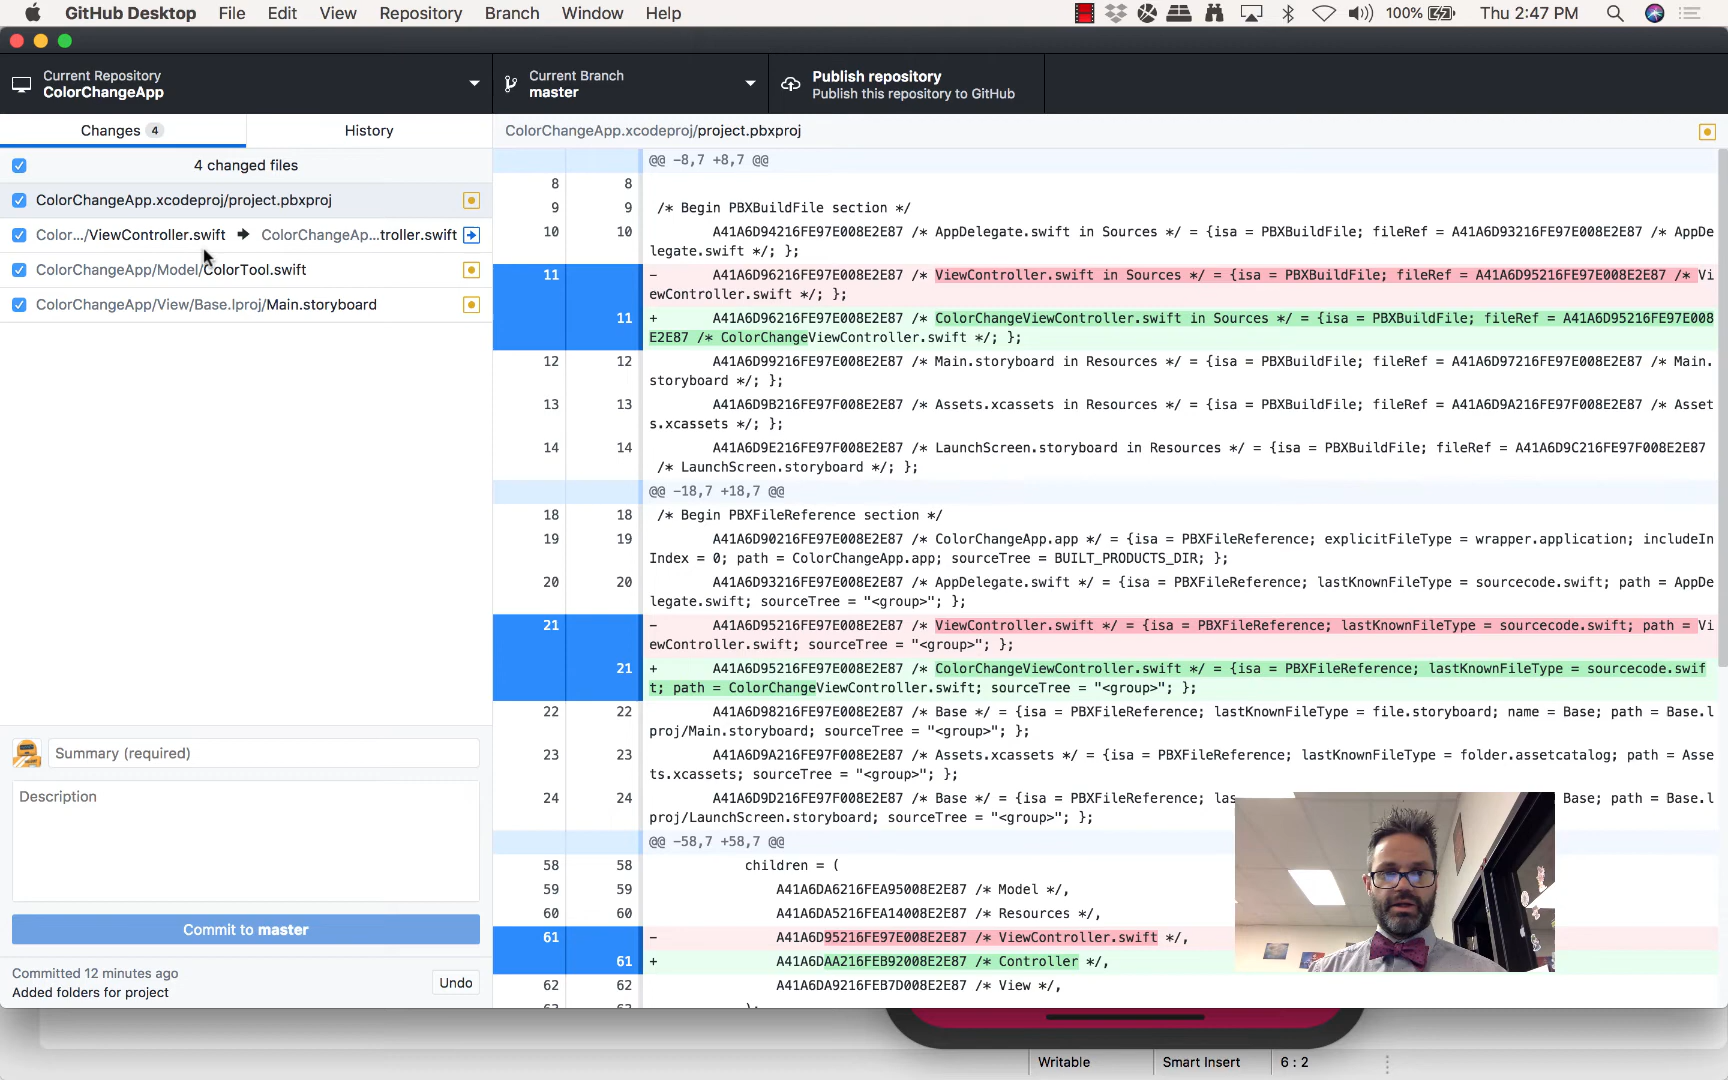 GitHub Desktop File Edit View Repository Branch Window Help 100% Thu 2:47 PM
Current Repository
ColorChangeApp
Current Branch
master
Publish repository
Publish this repository to GitHub
Changes 4
History
ColorChangeApp.xcodeproj/project.pbxproj
4 changed files
ColorChangeApp.xcodeproj/project.pbxproj
Color.../ViewController.swift ColorChangeAp...troller.swift
ColorChangeApp/Model/ColorTool.swift
ColorChangeApp/View/Base.lproj/Main.storyboard
@@ -8,7 +8,7 @@
8 8
9 9 /* Begin PBXBuildFile section */
10 10 A41A6D94216FE97E008E2E87 /* AppDelegate.swift in Sources */ = {isa = PBXBuildFile; fileRef = A41A6D93216FE97E008E2E87 /* AppDe
legate.swift */; };
11 - A41A6D96216FE97E008E2E87 /* ViewController.swift in Sources */ = {isa = PBXBuildFile; fileRef = A41A6D95216FE97E008E2E87 /* Vi
ewController.swift */; };
11 + A41A6D96216FE97E008E2E87 /* ColorChangeViewController.swift in Sources */ = {isa = PBXBuildFile; fileRef = A41A6D95216FE97E008
E2E87 /* ColorChangeViewController.swift */; };
12 12 A41A6D99216FE97E008E2E87 /* Main.storyboard in Resources */ = {isa = PBXBuildFile; fileRef = A41A6D97216FE97E008E2E87 /* Main.
storyboard */; };
13 13 A41A6D9B216FE97F008E2E87 /* Assets.xcassets in Resources */ = {isa = PBXBuildFile; fileRef = A41A6D9A216FE97F008E2E87 /* Asset
s.xcassets */; };
14 14 A41A6D9E216FE97F008E2E87 /* LaunchScreen.storyboard in Resources */ = {isa = PBXBuildFile; fileRef = A41A6D9C216FE97F008E2E87
/* LaunchScreen.storyboard */; };
@@ -18,7 +18,7 @@
18 18 /* Begin PBXFileReference section */
19 19 A41A6D90216FE97E008E2E87 /* ColorChangeApp.app */ = {isa = PBXFileReference; explicitFileType = wrapper.application; includeIn
Index = 0; path = ColorChangeApp.app; sourceTree = BUILT_PRODUCTS_DIR; };
20 20 A41A6D93216FE97E008E2E87 /* AppDelegate.swift */ = {isa = PBXFileReference; lastKnownFileType = sourcecode.swift; path = AppDe
legate.swift; sourceTree = "<group>"; };
21 - A41A6D95216FE97E008E2E87 /* ViewController.swift */ = {isa = PBXFileReference; lastKnownFileType = sourcecode.swift; path = Vi
ewController.swift; sourceTree = "<group>"; };
21 + A41A6D95216FE97E008E2E87 /* ColorChangeViewController.swift */ = {isa = PBXFileReference; lastKnownFileType = sourcecode.swif
t; path = ColorChangeViewController.swift; sourceTree = "<group>"; };
22 22 A41A6D98216FE97E008E2E87 /* Base */ = {isa = PBXFileReference; lastKnownFileType = file.storyboard; name = Base; path = Base.l
proj/Main.storyboard; sourceTree = "<group>"; };
23 23 A41A6D9A216FE97F008E2E87 /* Assets.xcassets */ = {isa = PBXFileReference; lastKnownFileType = folder.assetcatalog; path = Asse
ts.xcassets; sourceTree = "<group>"; };
24 24 A41A6D9D216FE97F008E2E87 /* Base */ = {isa = PBXFileReference; Base; path = Base.l
proj/LaunchScreen.storyboard; sourceTree = "<group>"; };
@@ -58,7 +58,7 @@
58 58 children = (
59 59 A41A6DA6216FEA95008E2E87 /* Model */,
60 60 A41A6DA5216FEA14008E2E87 /* Resources */,
61 - A41A6D95216FE97E008E2E87 /* ViewController.swift */,
61 + A41A6DAA216FEB92008E2E87 /* Controller */,
62 62 A41A6DA9216FEB7D008E2E87 /* View */,
Summary (required)
Description
Commit to master
Committed 12 minutes ago
Added folders for project
Undo
Writable Smart Insert 6 : 2